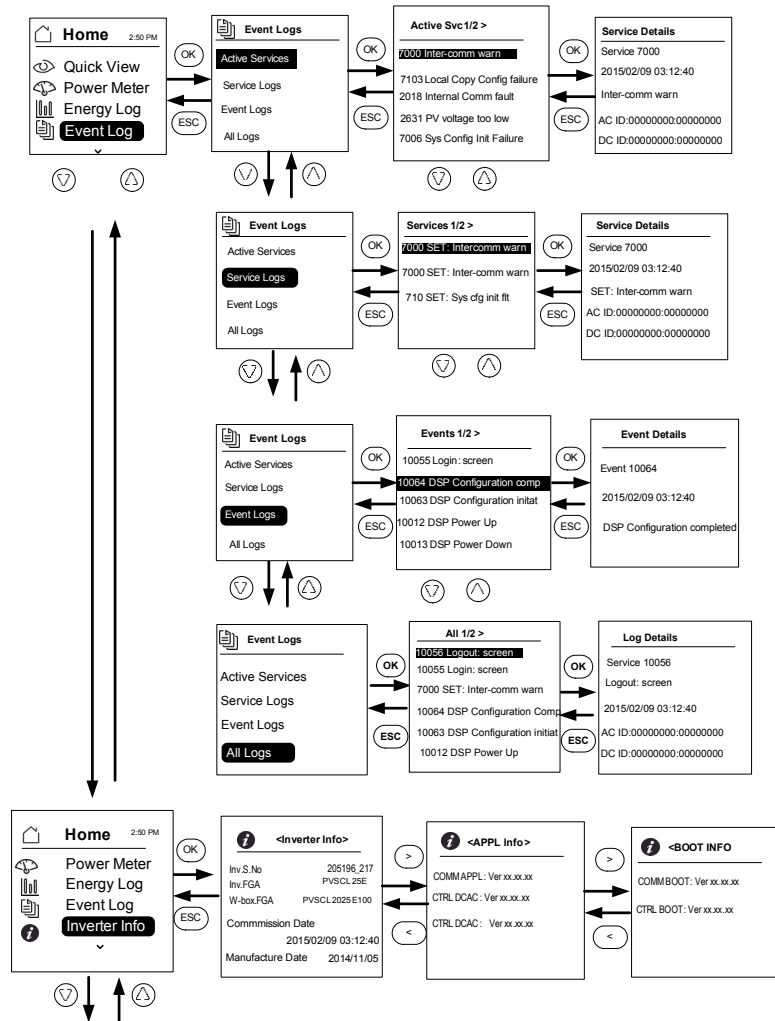 Home 2:50 PM
Quick View
Power Meter
Energy Log
Event Log
OK
ESC
Event Logs
Active Services
Service Logs
Event Logs
All Logs
OK
ESC
Active Svc1/2 >
7000 Inter-comm warn
7103 Local Copy Config failure
2018 Internal Comm fault
2631 PV voltage too low
7006 Sys Config Init Failure
OK
ESC
Service Details
Service 7000
2015/02/09 03:12:40
Inter-comm warn
AC ID:00000000:00000000
DC ID:00000000:00000000
Event Logs
Active Services
Service Logs
Event Logs
All Logs
OK
ESC
Services 1/2 >
7000 SET: Intercomm warn
7000 SET: Inter-comm warn
710 SET: Sys cfg init flt
OK
ESC
Service Details
Service 7000
2015/02/09 03:12:40
SET: Inter-comm warn
AC ID:00000000:00000000
DC ID:00000000:00000000
Event Logs
Active Services
Service Logs
Event Logs
All Logs
OK
ESC
Events 1/2 >
10055 Login: screen
10064 DSP Configuration comp
10063 DSP Configuration initat
10012 DSP Power Up
10013 DSP Power Down
OK
ESC
Event Details
Event 10064
2015/02/09 03:12:40
DSP Configuration completed
Event Logs
Active Services
Service Logs
Event Logs
All Logs
OK
ESC
All 1/2 >
10056 Logout: screen
10055 Login: screen
7000 SET: Inter-comm warn
10064 DSP Configuration Comp
10063 DSP Configuration initiat
10012 DSP Power Up
OK
ESC
Log Details
Service 10056
Logout: screen
2015/02/09 03:12:40
AC ID:00000000:00000000
DC ID:00000000:00000000
Home 2:50 PM
Power Meter
Energy Log
Event Log
Inverter Info
OK
ESC
<Inverter Info>
Inv.S.No 205196_217
Inv.FGA PVSCL25E
W-box.FGA PVSCL2025E100
Commmission Date
2015/02/09 03:12:40
Manufacture Date 2014/11/05
>
<
<APPL Info>
COMM APPL : Ver xx.xx.xx
CTRL DCAC : Ver xx.xx.xx
CTRL DCAC : Ver xx.xx.xx
>
<
<BOOT INFO
COMM BOOT : Ver xx.xx.xx
CTRL BOOT : Ver xx.xx.xx